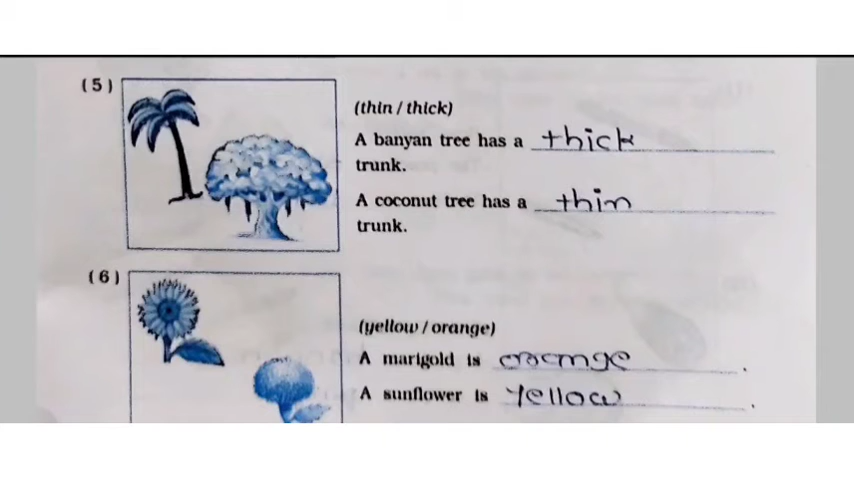 (5)
(thin / thick)
A banyan tree has a thick
trunk.
A coconut tree has a thin
trunk.
(6)
(yellow / orange)
A marigold is orange.
A sunflower is yellow.